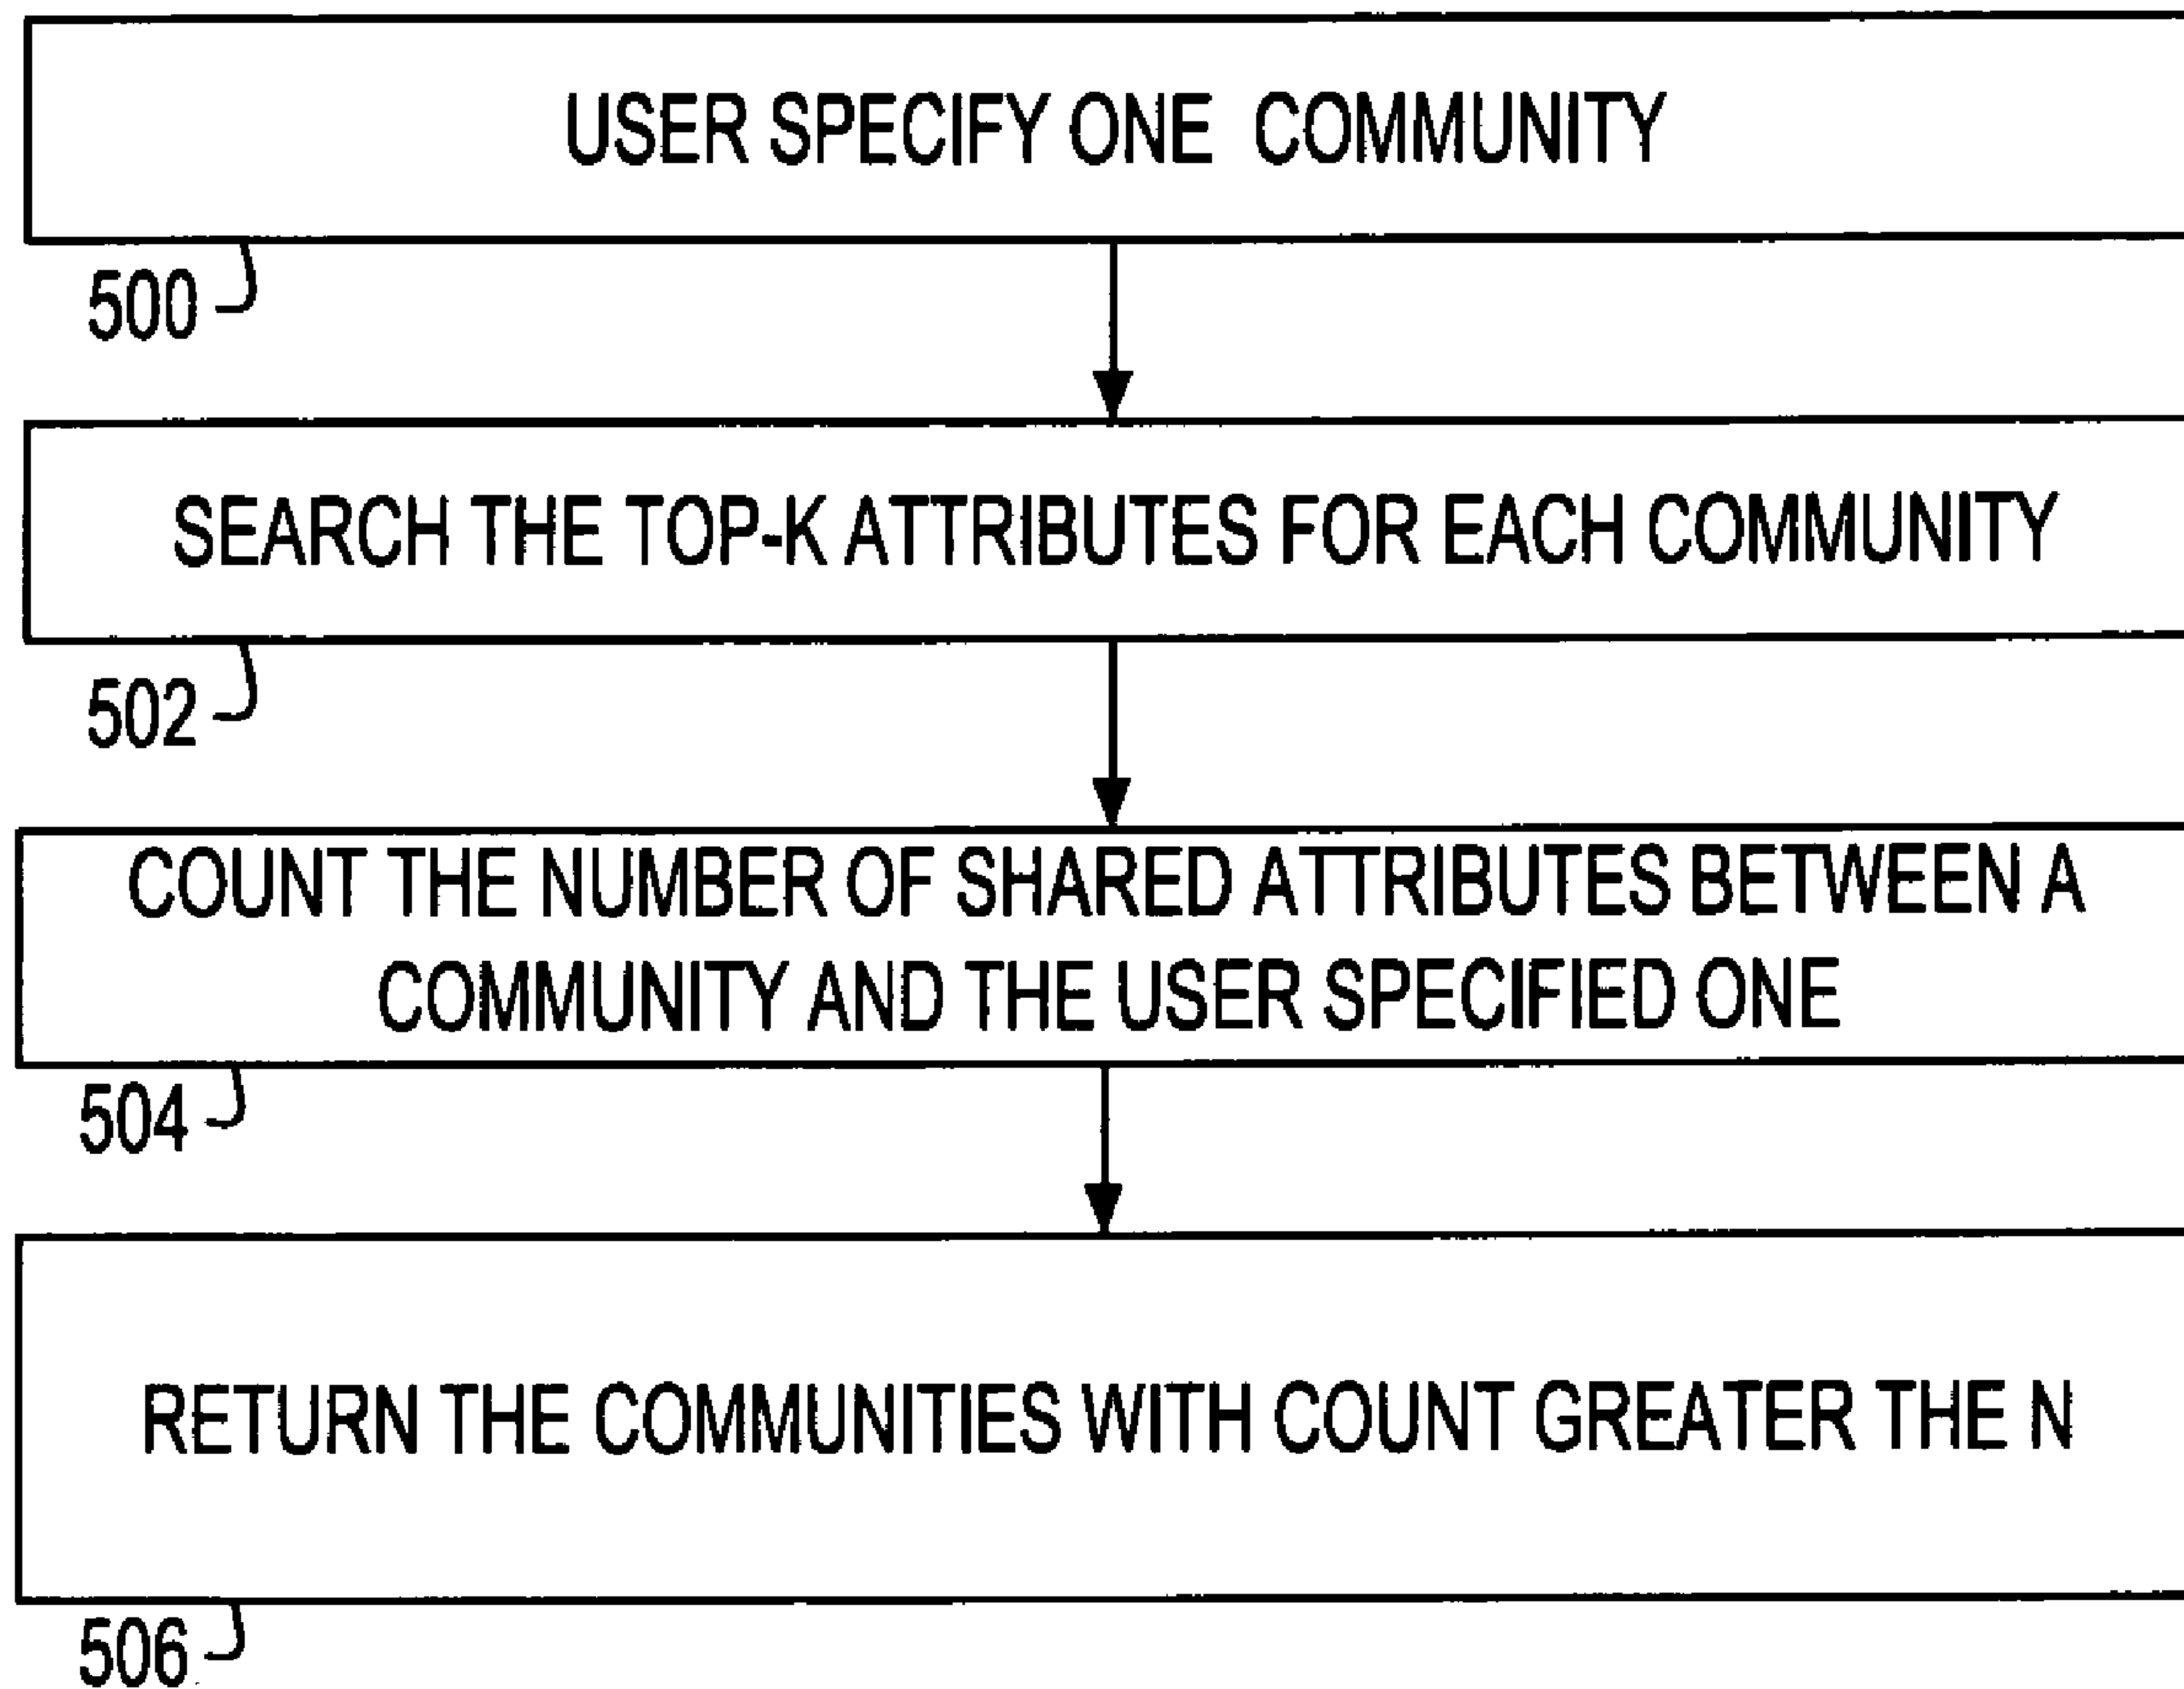 USER SPECIFY ONE COMMUNITY
500
SEARCH THE TOP-K ATTRIBUTES FOR EACH COMMUNITY
502
COUNT THE NUMBER OF SHARED ATTRIBUTES BETWEEN A
COMMUNITY AND THE USER SPECIFIED ONE
504
RETURN THE COMMUNITIES WITH COUNT GREATER THE N
506